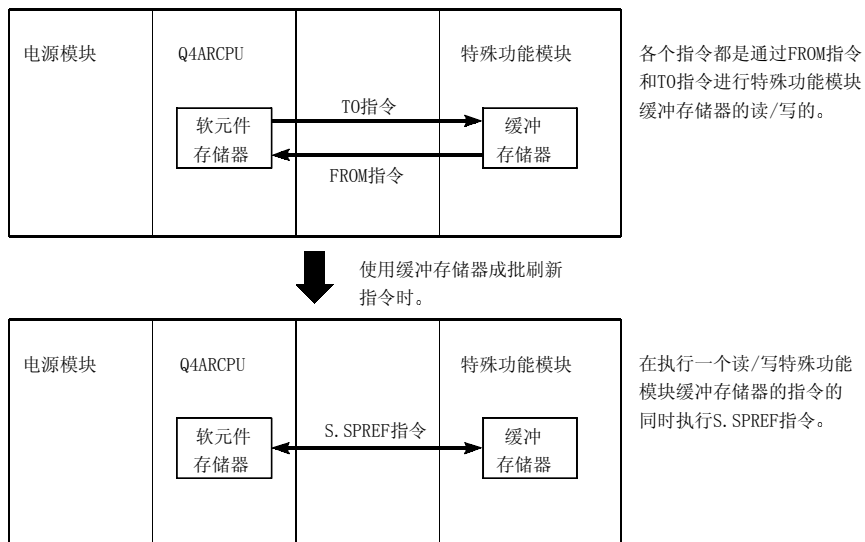 电源模块
Q4ARCPU
特殊功能模块
各个指令都是通过FROM指令
和TO指令进行特殊功能模块
缓冲存储器的读/写的。
软元件
存储器
TO指令
FROM指令
缓冲
存储器
使用缓冲存储器成批刷新
指令时。
电源模块
Q4ARCPU
特殊功能模块
在执行一个读/写特殊功能
模块缓冲存储器的指令的
同时执行S.SPREF指令。
软元件
存储器
S.SPREF指令
缓冲
存储器